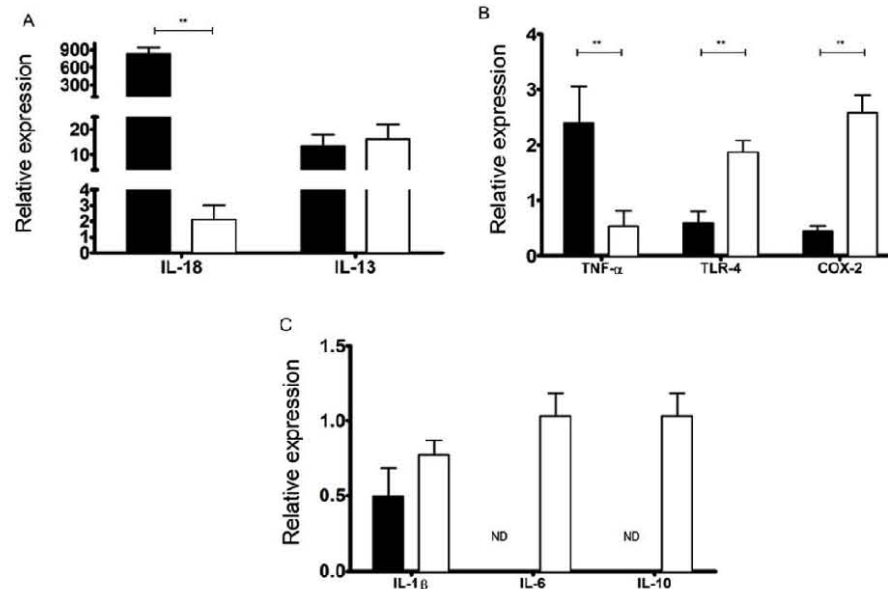 A
**
Relative expression
900
600
300
20
10
4
3
2
1
0
IL-18 IL-13
B
** ** **
Relative expression
4
3
2
1
0
TNF-α TLR-4 COX-2
C
Relative expression
1.5
1.0
0.5
0.0
ND ND
IL-1β IL-6 IL-10